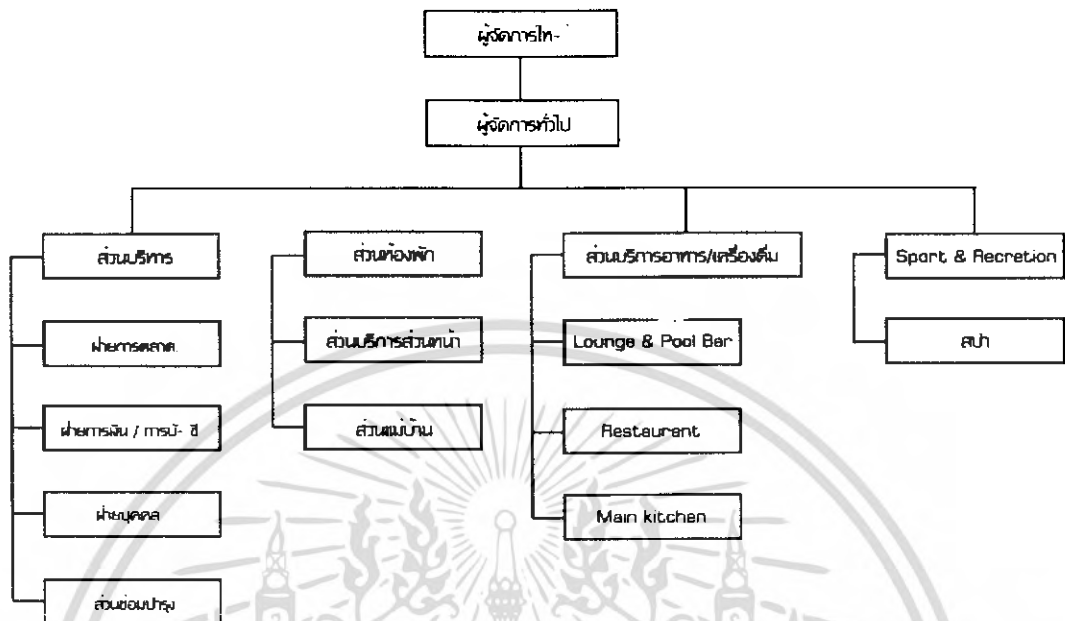 ผู้จัดการให-
ผู้จัดการทั่วไป
ส่วนบริการ
ฝ่ายการตลาด
ฝ่ายการเงิน / การบั- ชี
ฝ่ายบุคคล
ส่วนซ่อมบำรุง
ส่วนห้องพัก
ส่วนบริการส่วนหน้า
ส่วนแม่บ้าน
ส่วนบริการอาหาร/เครื่องดื่ม
Lounge & Pool Bar
Restaurant
Main kitchen
Sport & Recretion
สปา